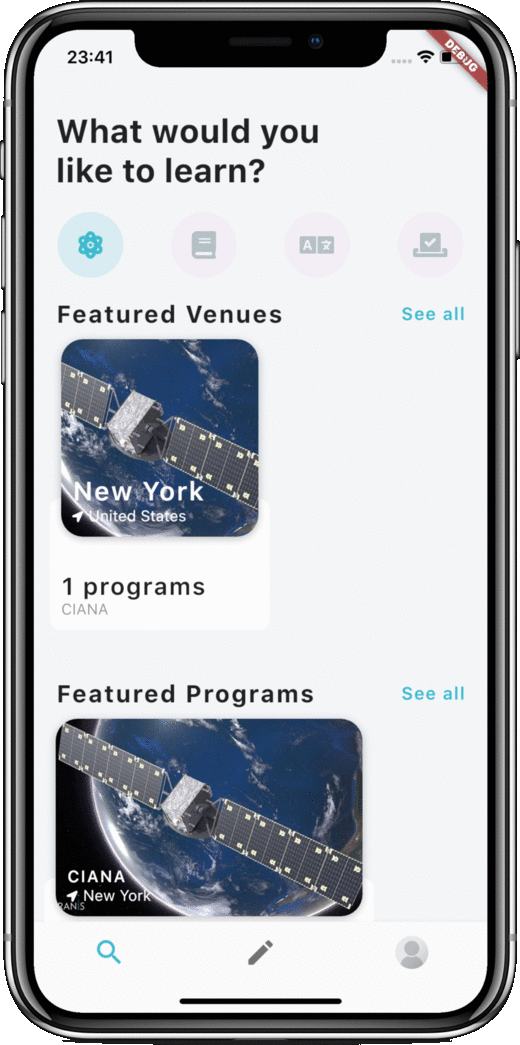 23:41
DEBUG
What would you
like to learn?
A
Featured Venues
See all
New York
United States
1 programs
CIANA
Featured Programs
See all
CIANA
New York